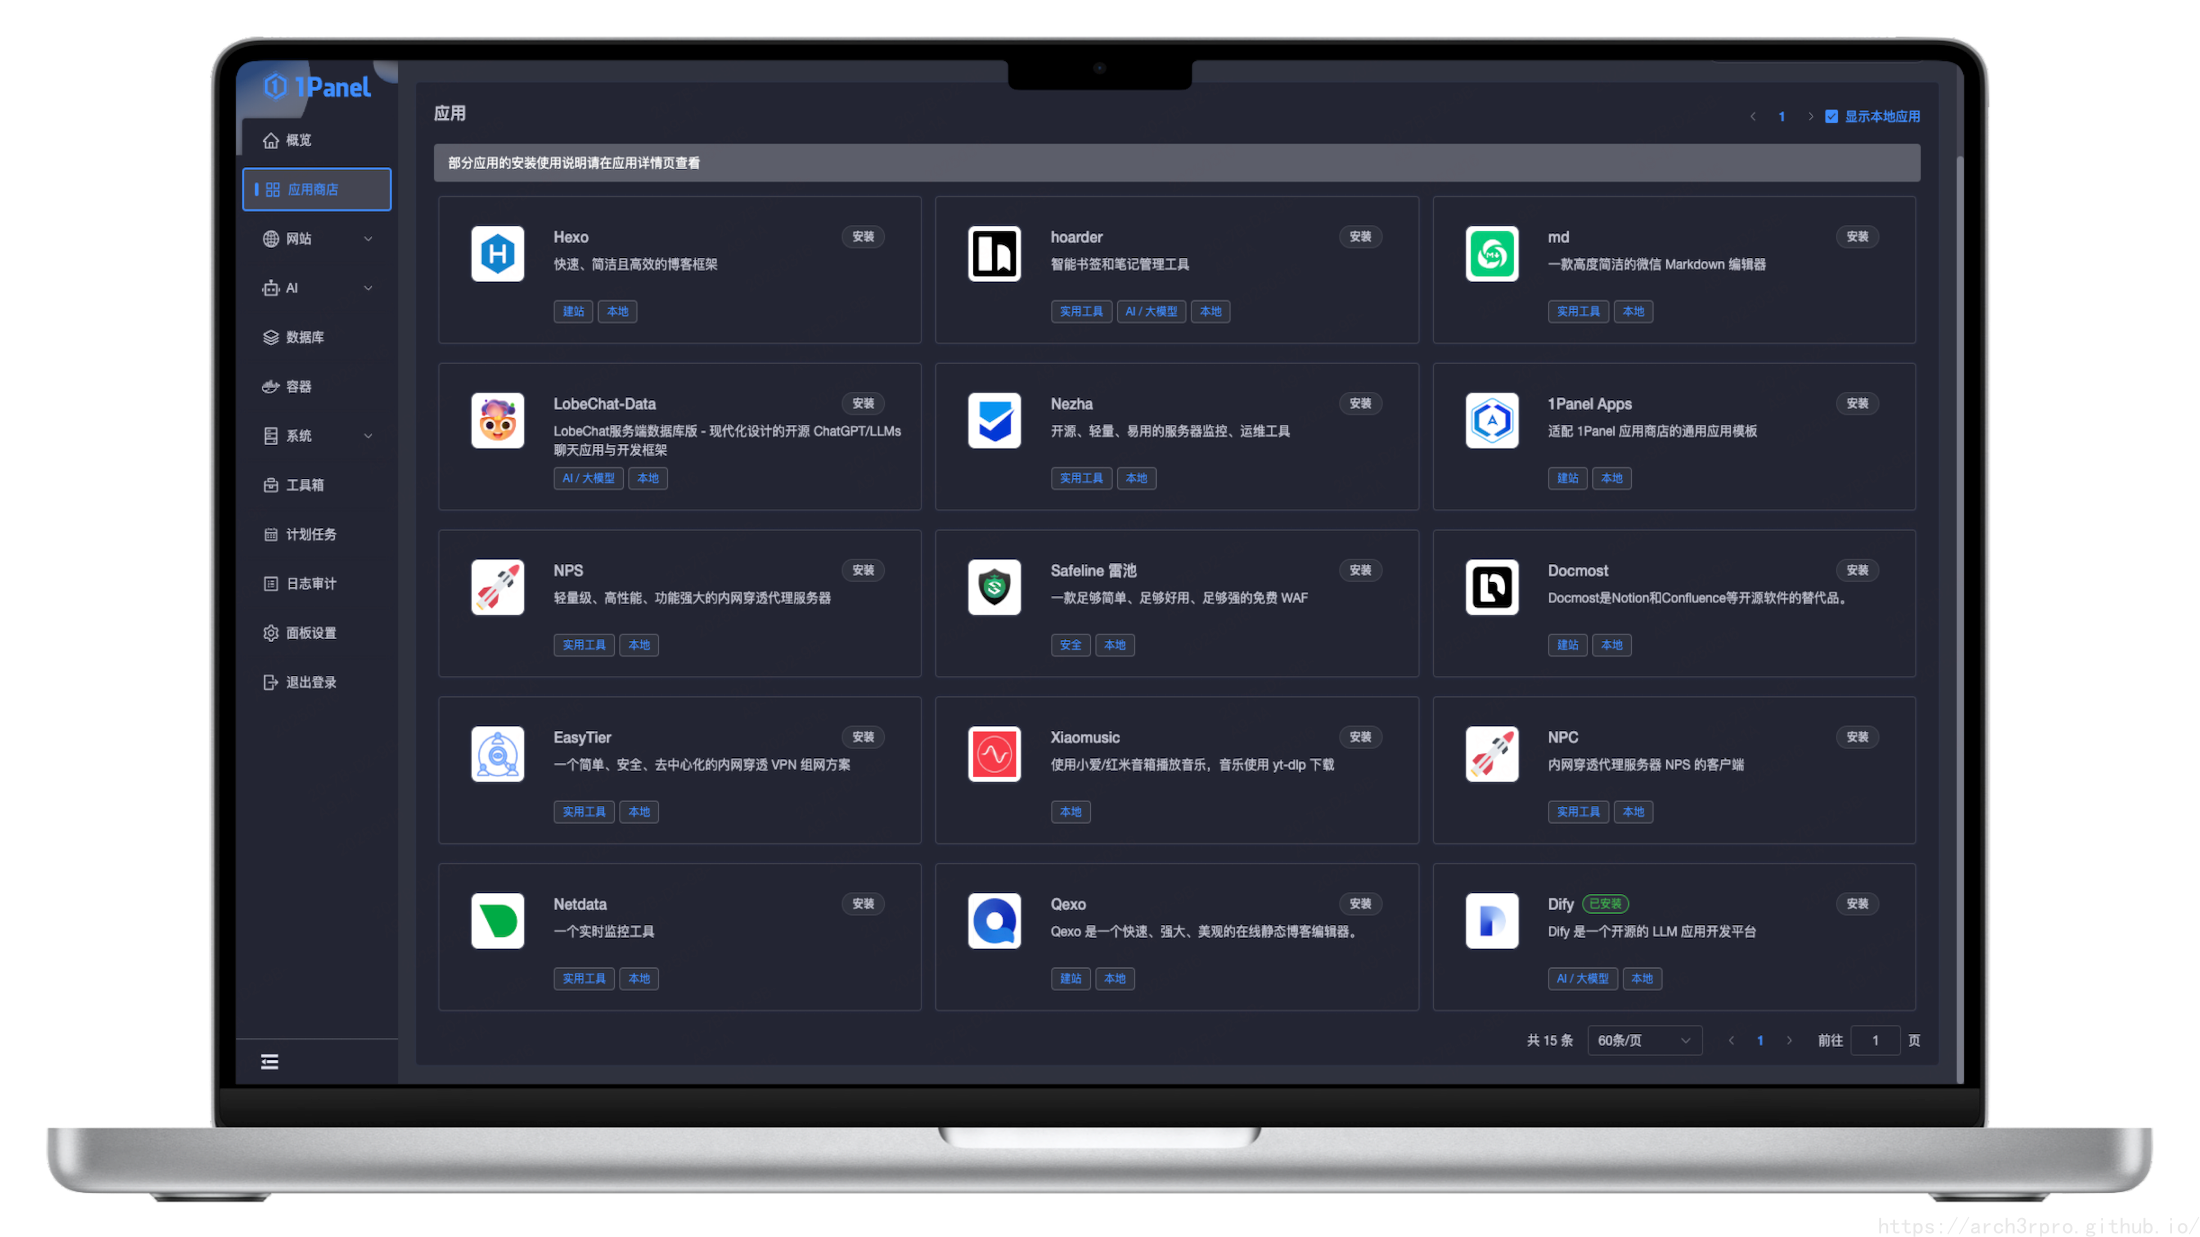 1Panel
概览
应用商店
网站
AI
数据库
容器
系统
工具箱
计划任务
日志审计
面板设置
退出登录
应用
1
显示本地应用
部分应用的安装使用说明请在应用详情页查看
Hexo
安装
快速、简洁且高效的博客框架
建站 本地
hoarder
安装
智能书签和笔记管理工具
实用工具 AI / 大模型 本地
md
安装
一款高度简洁的微信 Markdown 编辑器
实用工具 本地
LobeChat-Data
安装
LobeChat服务端数据库版 - 现代化设计的开源 ChatGPT/LLMs
聊天应用与开发框架
AI / 大模型 本地
Nezha
安装
开源、轻量、易用的服务器监控、运维工具
实用工具 本地
1Panel Apps
安装
适配 1Panel 应用商店的通用应用模板
建站 本地
NPS
安装
轻量级、高性能、功能强大的内网穿透代理服务器
实用工具 本地
Safeline 雷池
安装
一款足够简单、足够好用、足够强的免费 WAF
安全 本地
Docmost
安装
Docmost是Notion和Confluence等开源软件的替代品。
建站 本地
EasyTier
安装
一个简单、安全、去中心化的内网穿透 VPN 组网方案
实用工具 本地
Xiaomusic
安装
使用小爱/红米音箱播放音乐，音乐使用 yt-dlp 下载
本地
NPC
安装
内网穿透代理服务器 NPS 的客户端
实用工具 本地
Netdata
安装
一个实时监控工具
实用工具 本地
Qexo
安装
Qexo 是一个快速、强大、美观的在线静态博客编辑器。
建站 本地
Dify 已安装
安装
Dify 是一个开源的 LLM 应用开发平台
AI / 大模型 本地
共 15 条 60条/页 1 前往 1 页
https://arch3rpro.github.io/